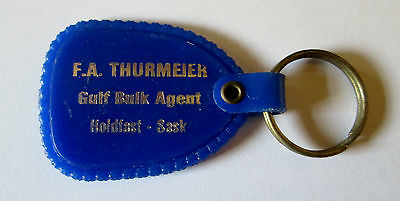 F.A. THURMEIER
Gulf Bulk Agent
Holdfast - Sask